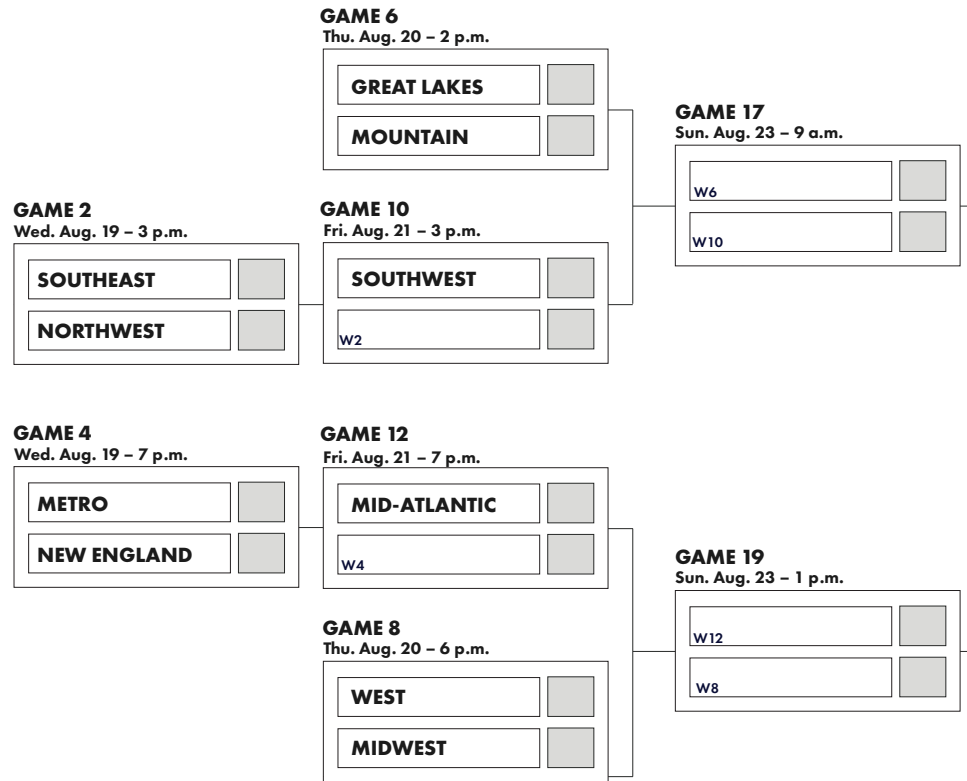 GAME 6
Thu. Aug. 20 – 2 p.m.
GREAT LAKES
MOUNTAIN
GAME 17
Sun. Aug. 23 – 9 a.m.
W6
W10
GAME 2
Wed. Aug. 19 – 3 p.m.
SOUTHEAST
NORTHWEST
GAME 10
Fri. Aug. 21 – 3 p.m.
SOUTHWEST
W2
GAME 4
Wed. Aug. 19 – 7 p.m.
METRO
NEW ENGLAND
GAME 12
Fri. Aug. 21 – 7 p.m.
MID-ATLANTIC
W4
GAME 19
Sun. Aug. 23 – 1 p.m.
W12
W8
GAME 8
Thu. Aug. 20 – 6 p.m.
WEST
MIDWEST